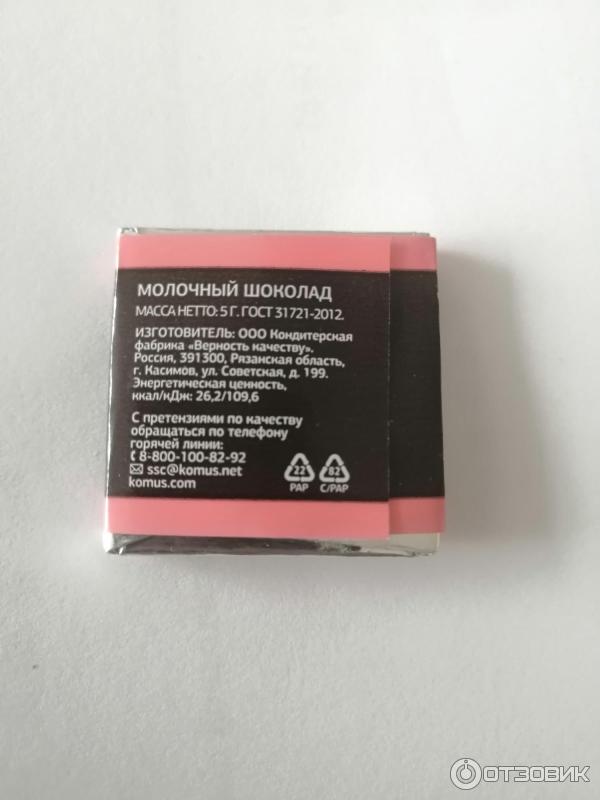 МОЛОЧНЫЙ ШОКОЛАД
МАССА НЕТТО: 5 Г. ГОСТ 31721-2012.
ИЗГОТОВИТЕЛЬ: ООО Кондитерская
фабрика «Верность качеству».
Россия, 391300, Рязанская область,
г. Касимов, ул. Советская, д. 199.
Энергетическая ценность,
ккал/кДж: 26,2/109,6
С претензиями по качеству
обращаться по телефону
горячей линии:
8-800-100-82-92
ssc@komus.net
komus.com
22 82
PAP C/PAP
ОТЗОВИК